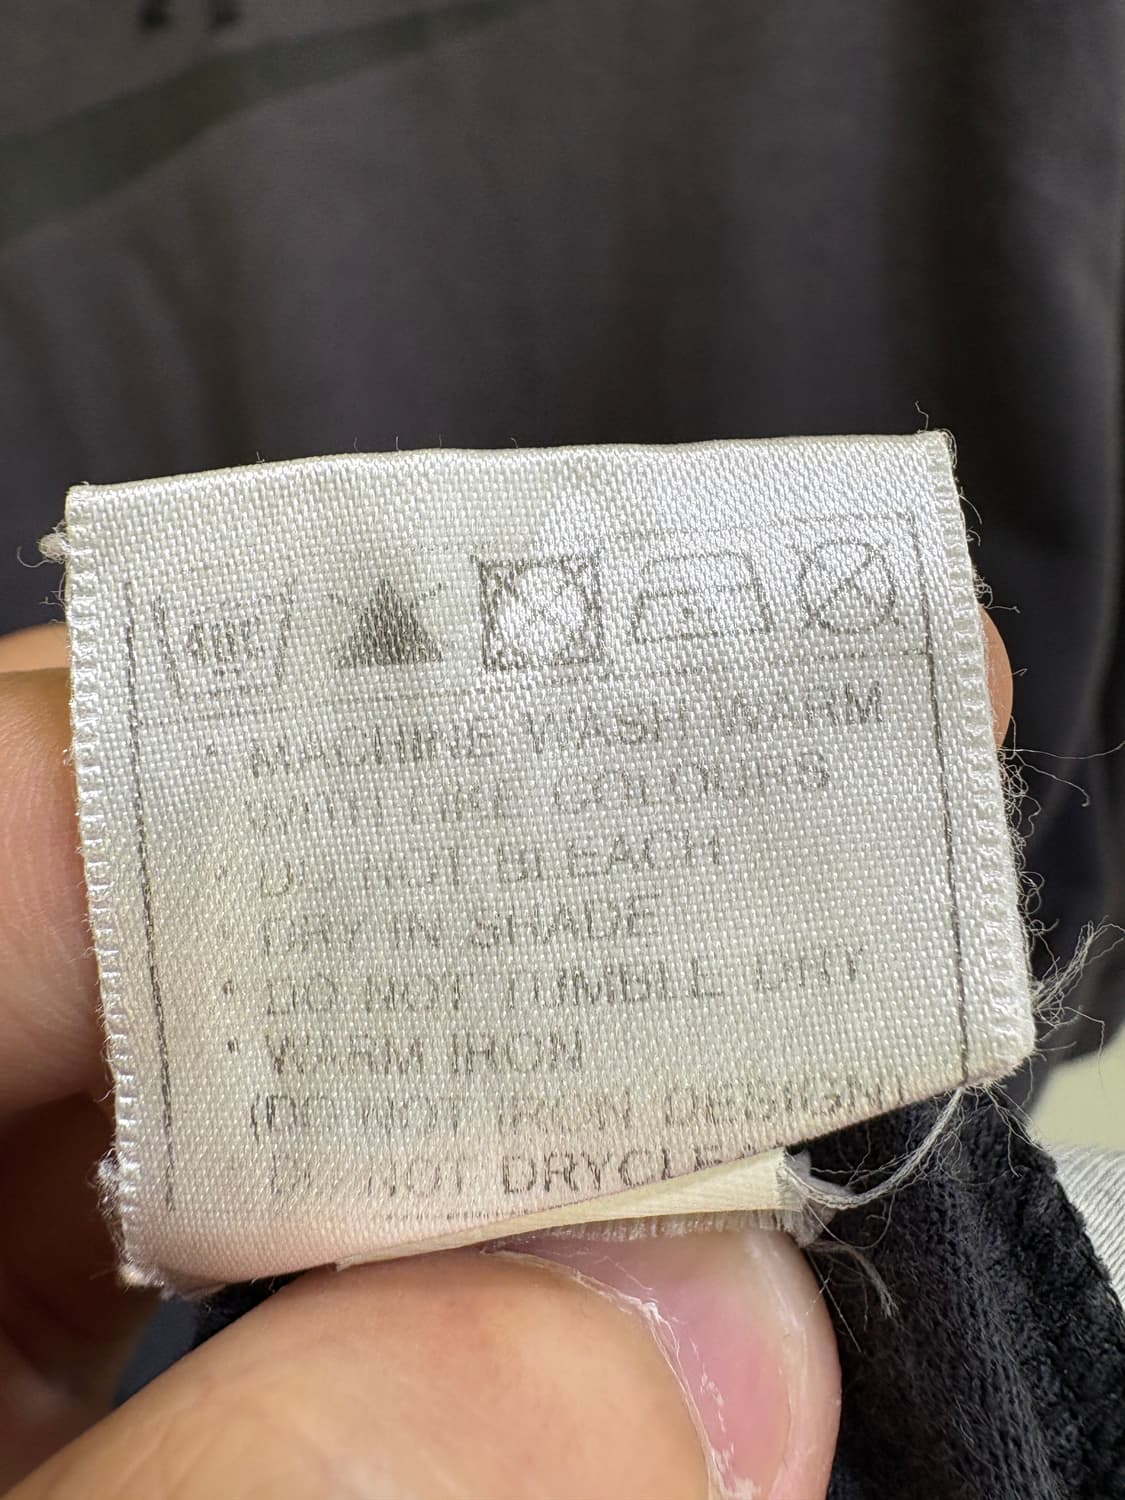 40°C
• MACHINE WASH WARM
WITH LIKE COLOURS
DO NOT BLEACH
DRY IN SHADE
• DO NOT TUMBLE DRY
• WARM IRON
(DO NOT IRON DESIGN)
DO NOT DRYCLE